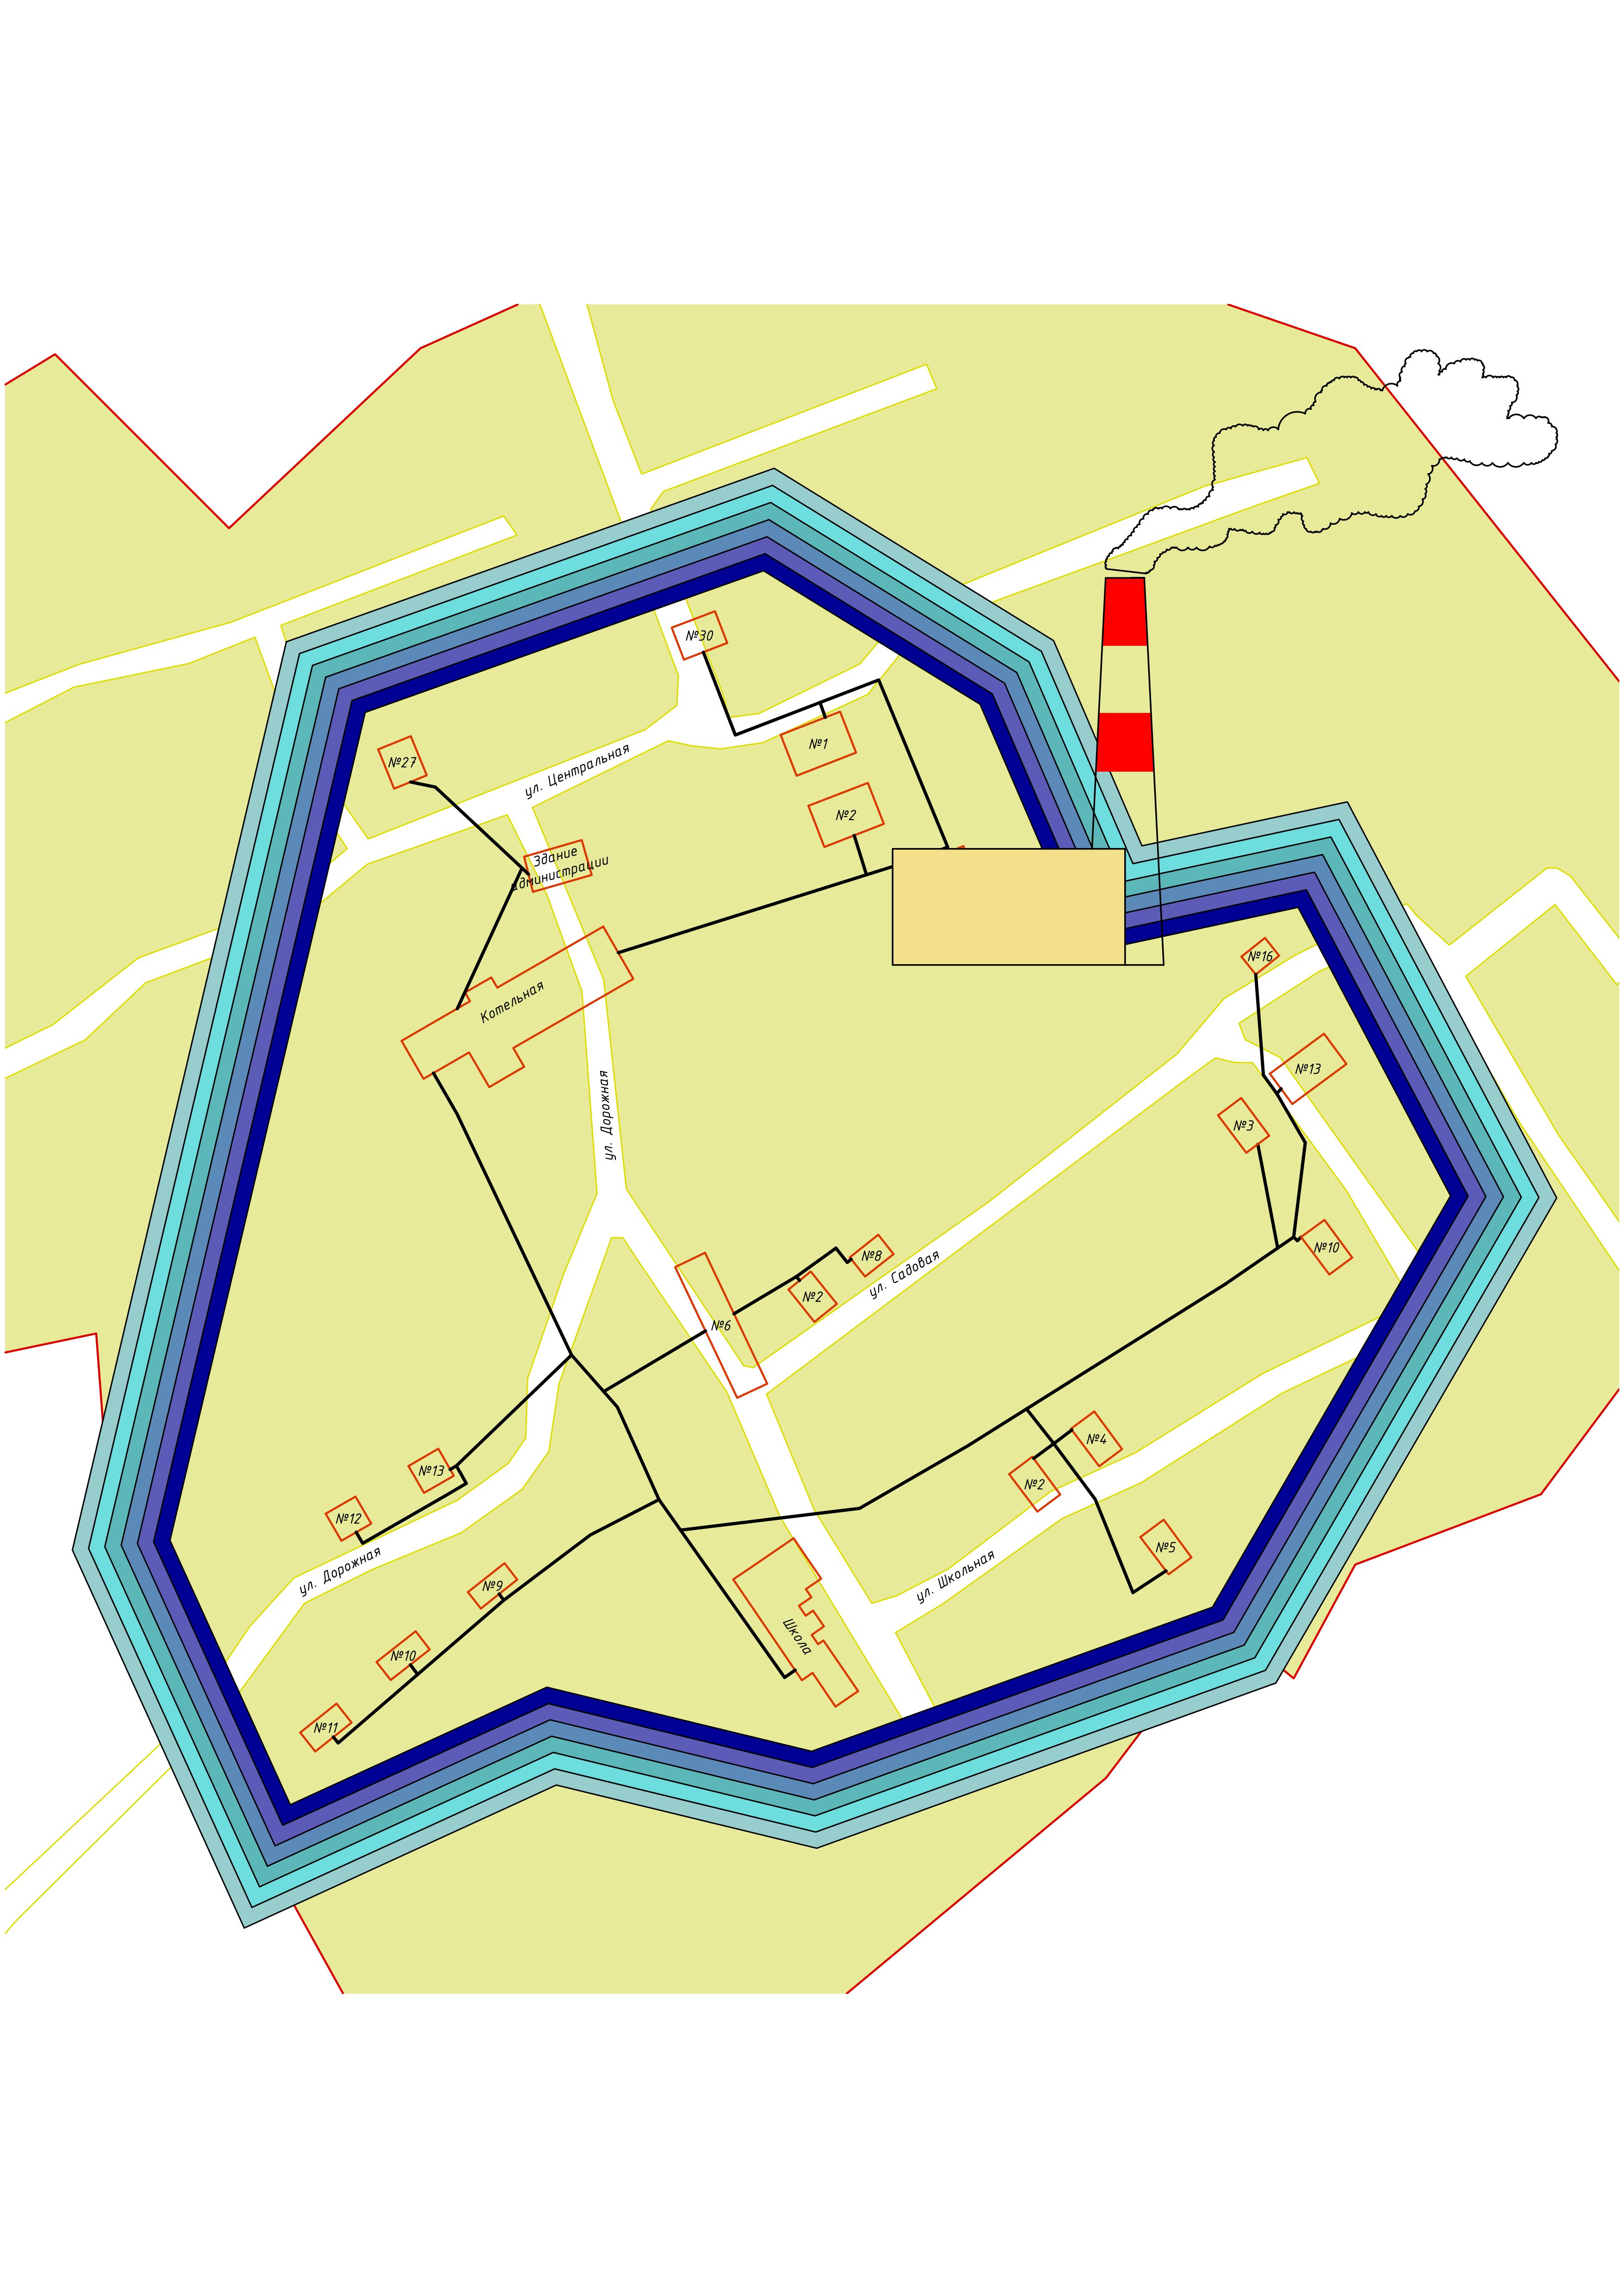 №30
№1
№27
ул. Центральная
№2
Здание
администрации
№16
Котельная
№13
№3
ул. Дорожная
№10
№8
ул. Садовая
№2
№6
№4
№13
№2
№12
№5
ул. Дорожная
ул. Школьная
№9
Школа
№10
№11